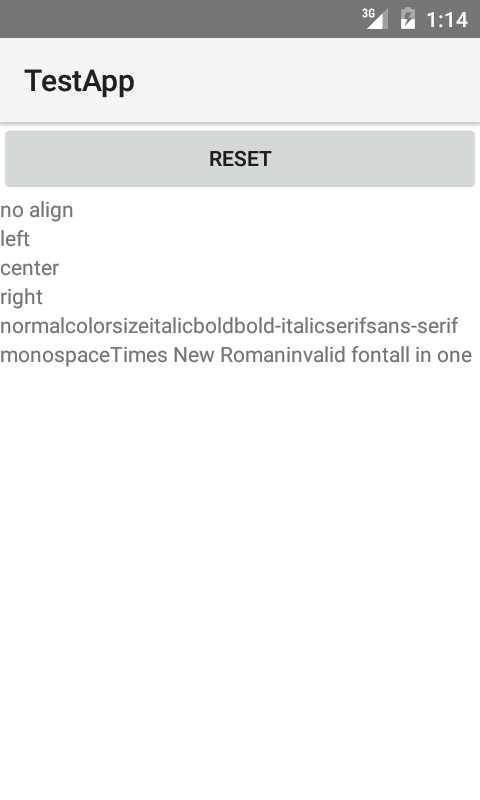 3G 1:14
TestApp
RESET
no align
left
center
right
normalcolorsizeitalicboldbold-italicserifsans-serif
monospaceTimes New Romaninvalid fontall in one